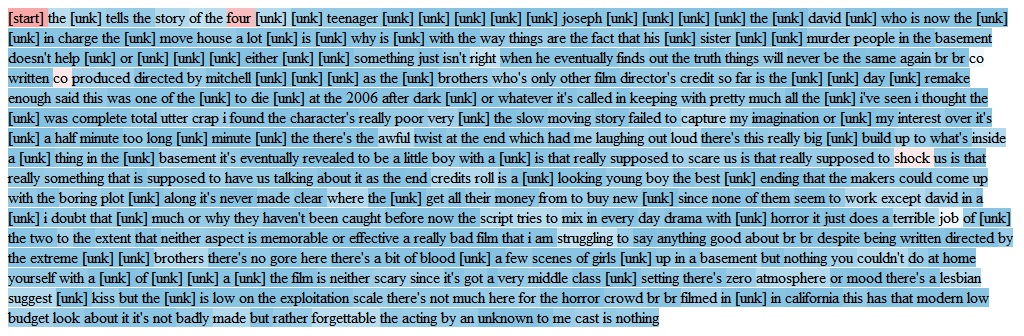 [start] the [unk] tells the story of the four [unk] [unk] teenager [unk] [unk] [unk] [unk] [unk] joseph [unk] [unk] [unk] the [unk] david [unk] who is now the [unk]
[unk] in charge the [unk] move house a lot [unk] is [unk] why is [unk] with the way things are the fact that his [unk] sister [unk] [unk] murder people in the basement
doesn't help [unk] or [unk] [unk] [unk] either [unk] [unk] something just isn't right when he eventually finds out the truth things will never be the same again br br co
written co produced directed by mitchell [unk] [unk] [unk] as the [unk] brothers who's only other film director's credit so far is the [unk] [unk] day [unk] remake
enough said this was one of the [unk] to die [unk] at the 2006 after dark [unk] or whatever it's called in keeping with pretty much all the [unk] i've seen i thought the
[unk] was complete total utter crap i found the character's really poor very [unk] the slow moving story failed to capture my imagination or [unk] my interest over it's
[unk] a half minute too long [unk] minute [unk] the there's the awful twist at the end which had me laughing out loud there's this really big [unk] build up to what's inside
a [unk] thing in the [unk] basement it's eventually revealed to be a little boy with a [unk] is that really supposed to scare us is that really supposed to shock us is that
really something that is supposed to have us talking about it as the end credits roll is a [unk] looking young boy the best [unk] ending that the makers could come up
with the boring plot [unk] along it's never made clear where the [unk] get all their money from to buy new [unk] since none of them seem to work except david in a
[unk] i doubt that [unk] much or why they haven't been caught before now the script tries to mix in every day drama with [unk] horror it just does a terrible job of [unk]
the two to the extent that neither aspect is memorable or effective a really bad film that i am struggling to say anything good about br br despite being written directed by
the extreme [unk] [unk] brothers there's no gore here there's a bit of blood [unk] a few scenes of girls [unk] up in a basement but nothing you couldn't do at home
yourself with a [unk] of [unk] [unk] a [unk] the film is neither scary since it's got a very middle class [unk] setting there's zero atmosphere or mood there's a lesbian
suggest [unk] kiss but the [unk] is low on the exploitation scale there's not much here for the horror crowd br br filmed in [unk] in california this has that modern low
budget look about it it's not badly made but rather forgettable the acting by an unknown to me cast is nothing